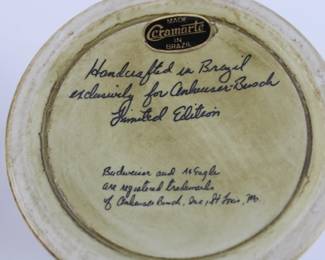 MADE
Ceramarte
IN
BRAZIL
Handcrafted in Brazil
exclusively for Anheuser-Busch
Limited Edition
Budweiser and A&Eagle
are registered trademarks
of Anheuser Busch, Inc, St Louis, Mo.